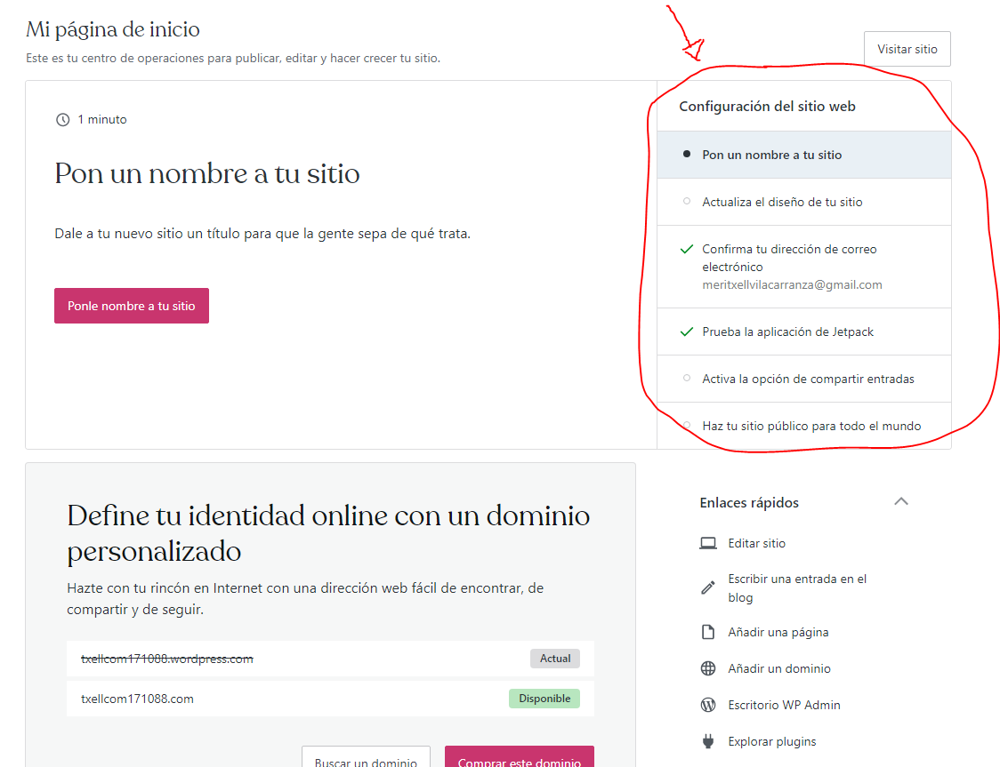 Mi página de inicio
Este es tu centro de operaciones para publicar, editar y hacer crecer tu sitio.
Visitar sitio
1 minuto
Pon un nombre a tu sitio
Dale a tu nuevo sitio un título para que la gente sepa de qué trata.
Ponle nombre a tu sitio
Configuración del sitio web
Pon un nombre a tu sitio
Actualiza el diseño de tu sitio
Confirma tu dirección de correo
electrónico
meritxellvilacarranza@gmail.com
Prueba la aplicación de Jetpack
Activa la opción de compartir entradas
Haz tu sitio público para todo el mundo
Define tu identidad online con un dominio
personalizado
Hazte con tu rincón en Internet con una dirección web fácil de encontrar, de
compartir y de seguir.
txellcom171088.wordpress.com
Actual
txellcom171088.com
Disponible
Buscar un dominio
Comprar este dominio
Enlaces rápidos
Editar sitio
Escribir una entrada en el
blog
Añadir una página
Añadir un dominio
Escritorio WP Admin
Explorar plugins